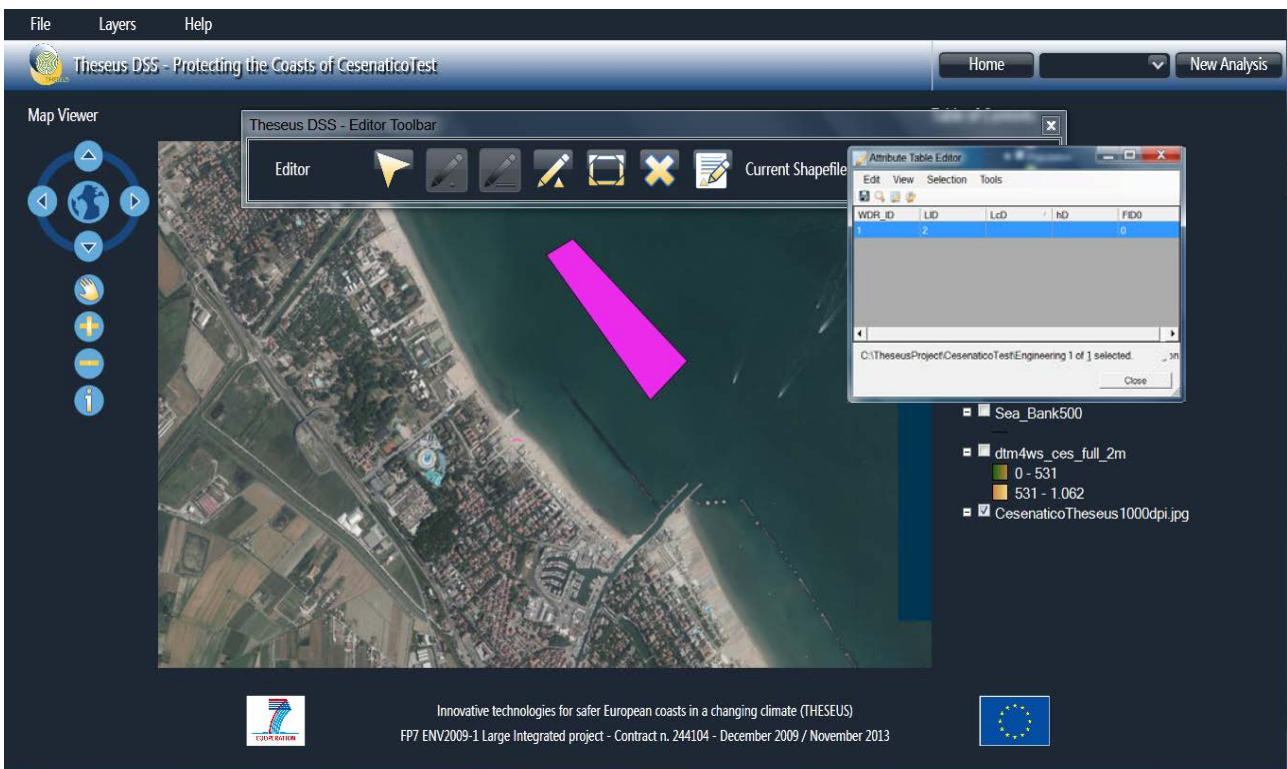 File Layers Help
Theseus DSS - Protecting the Coasts of CesenaticoTest
Home New Analysis
Map Viewer
Theseus DSS - Editor Toolbar
Editor Current Shapefile
Attribute Table Editor
Edit View Selection Tools
WDR_ID LID LcD hD FID0
1 2 0
C:\TheseusProject\CesenaticoTest\Engineering 1 of 1 selected.
Close
Sea_Bank500
dtm4ws_ces_full_2m
0 - 531
531 - 1.062
CesenaticoTheseus1000dpi.jpg
Innovative technologies for safer European coasts in a changing climate (THESEUS)
FP7 ENV2009-1 Large Integrated project - Contract n. 244104 - December 2009 / November 2013